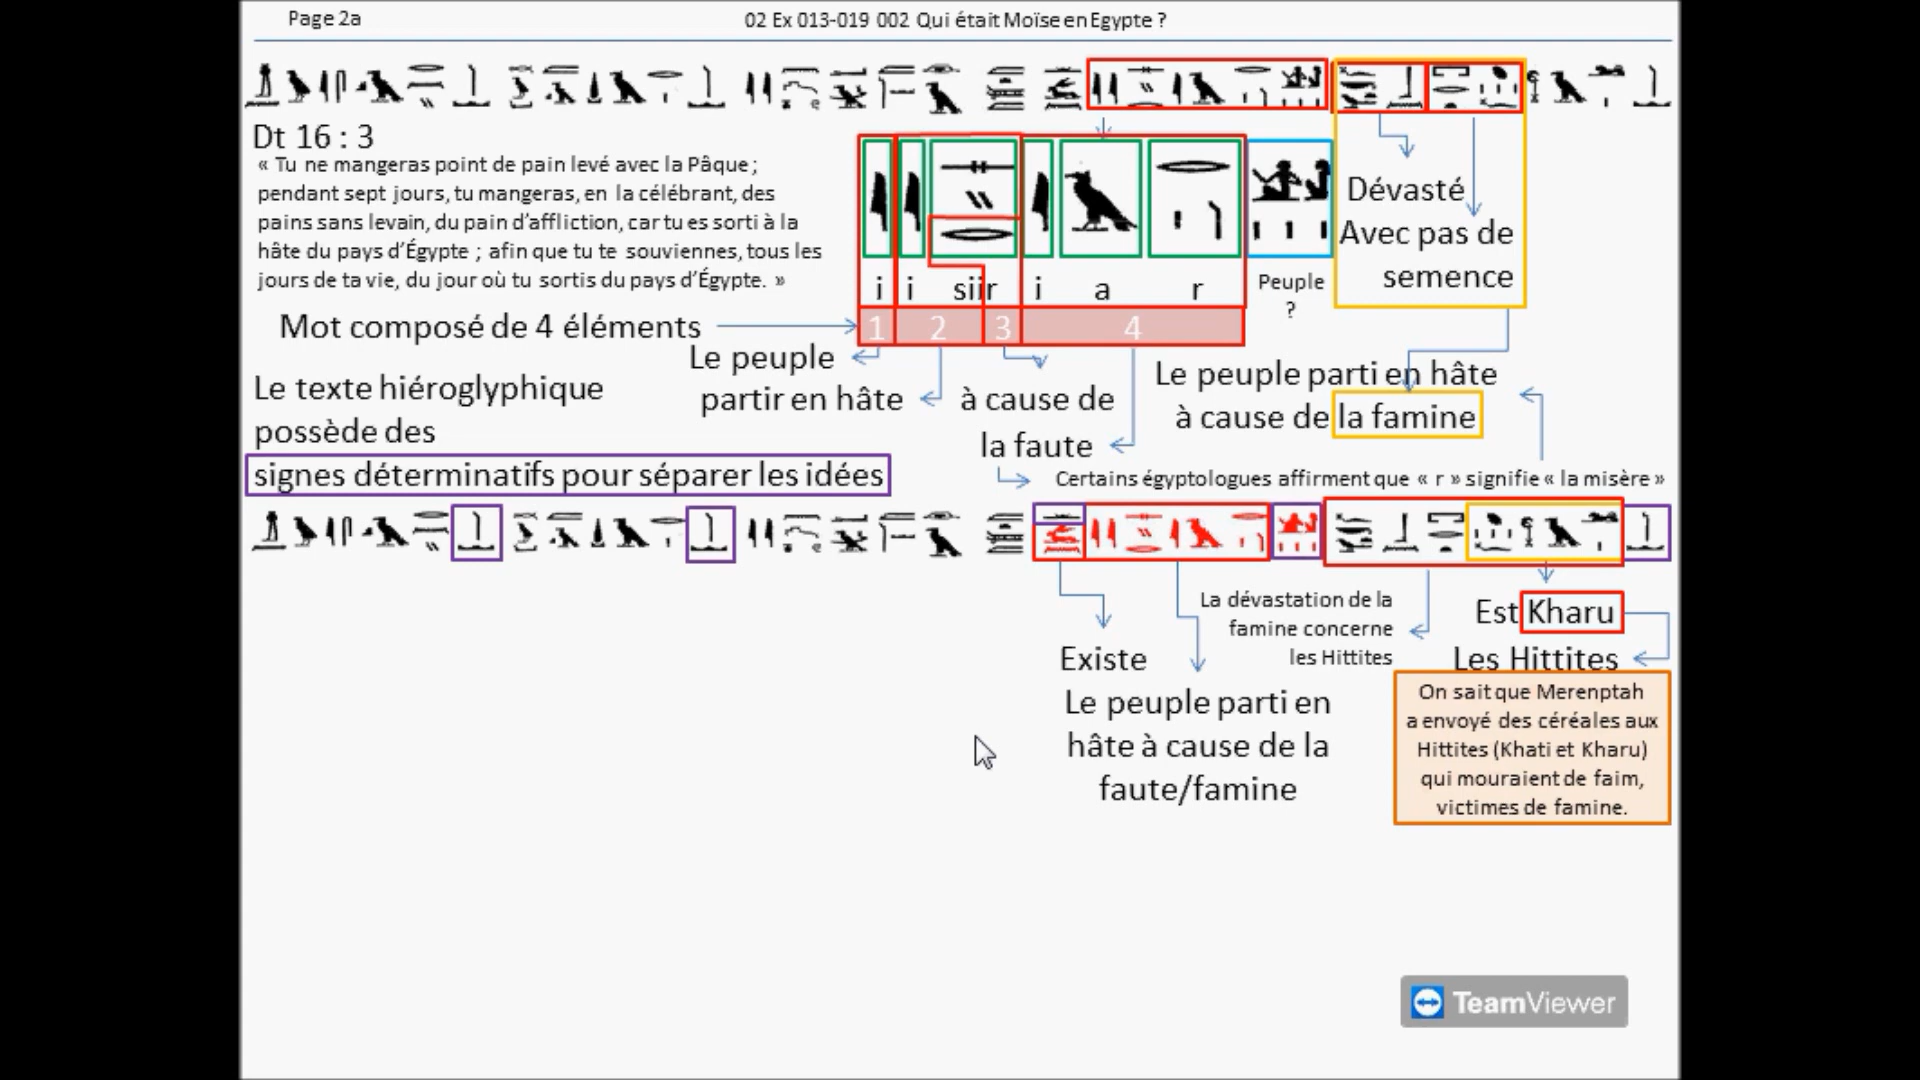 Page 2a
02 Ex 013-019 002 Qui était Moïse en Egypte ?
Dt 16 : 3
« Tu ne mangeras point de pain levé avec la Pâque ;
pendant sept jours, tu mangeras, en la célébrant, des
pains sans levain, du pain d’affliction, car tu es sorti à la
hâte du pays d’Égypte ; afin que tu te souviennes, tous les
jours de ta vie, du jour où tu sortis du pays d’Égypte. »
Dévasté
Avec pas de
semence
i i siir i a r
Peuple
?
Mot composé de 4 éléments
1 2 3 4
Le peuple
partir en hâte
à cause de
la faute
Le peuple parti en hâte
à cause de la famine
Le texte hiéroglyphique
possède des
signes déterminatifs pour séparer les idées
Certains égyptologues affirment que « r » signifie « la misère »
Existe
Le peuple parti en
hâte à cause de la
faute/famine
La dévastation de la
famine concerne
les Hittites
Est Kharu
Les Hittites
On sait que Merenptah
a envoyé des céréales aux
Hittites (Khati et Kharu)
qui mouraient de faim,
victimes de famine.
TeamViewer